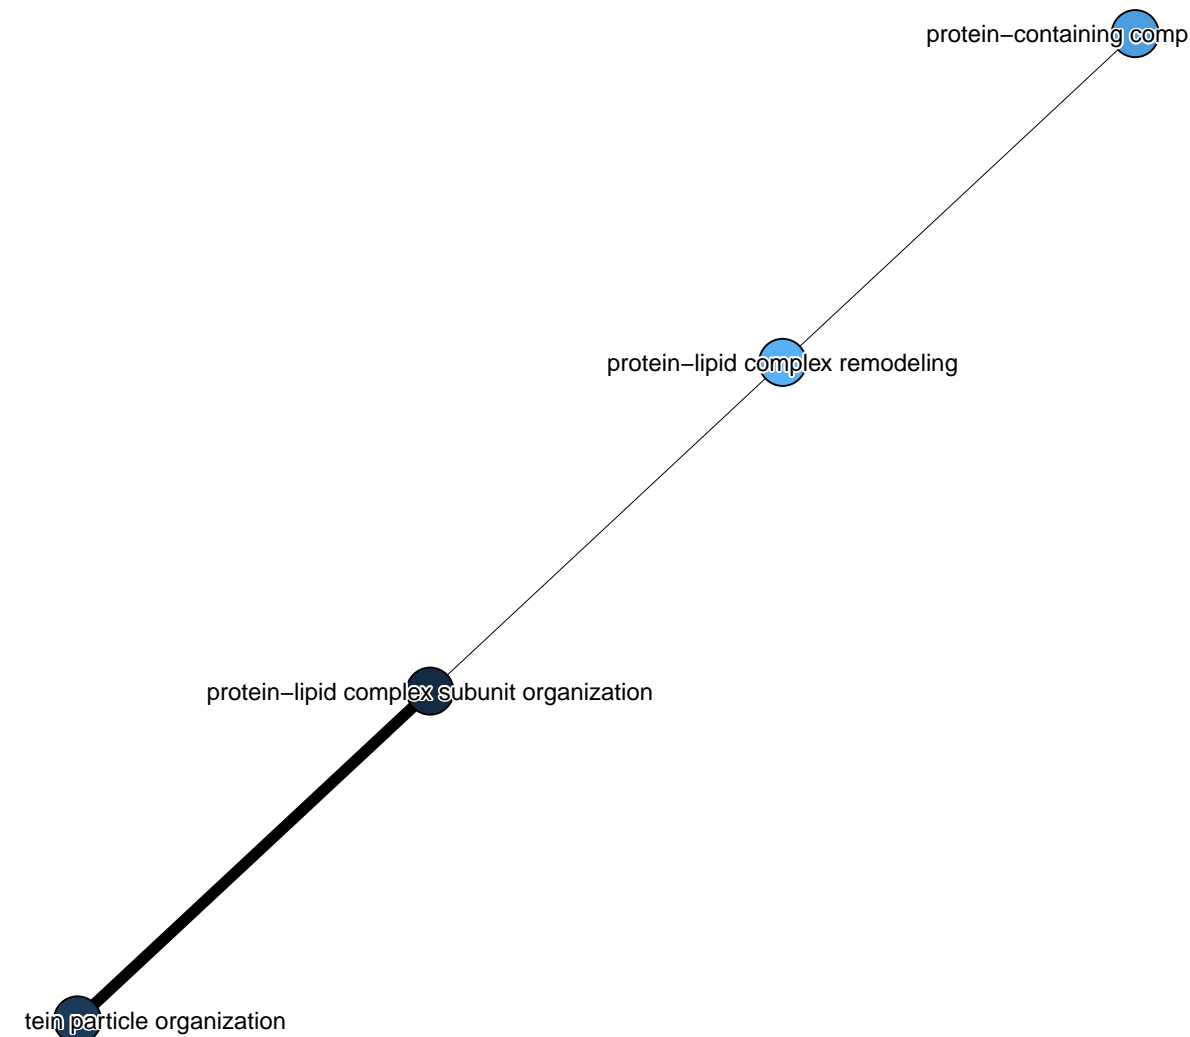 protein−containing comp
protein−lipid complex remodeling
protein−lipid complex subunit organization
tein particle organization